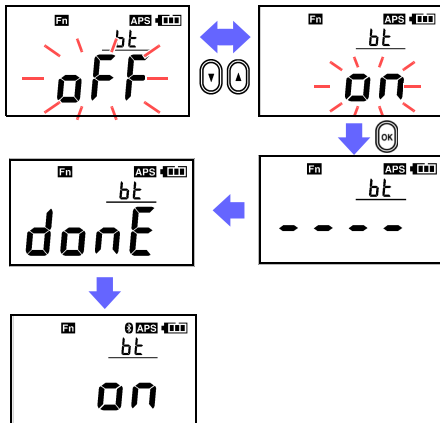 Fn APS
bt
oFF
Fn APS
bt
on
OK
Fn APS
bt
- - - -
Fn APS
bt
donE
Fn APS
bt
on